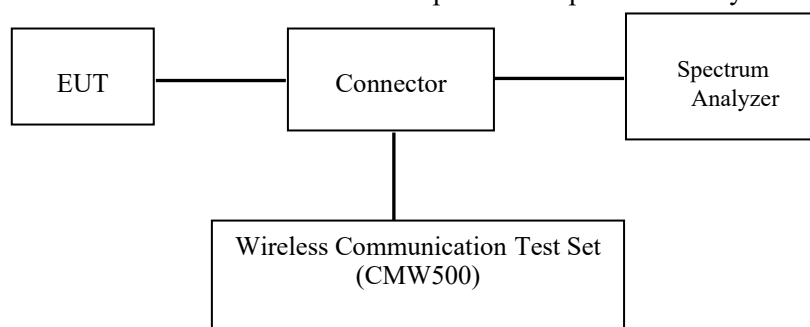 EUT
Connector
Spectrum
Analyzer
Wireless Communication Test Set
(CMW500)